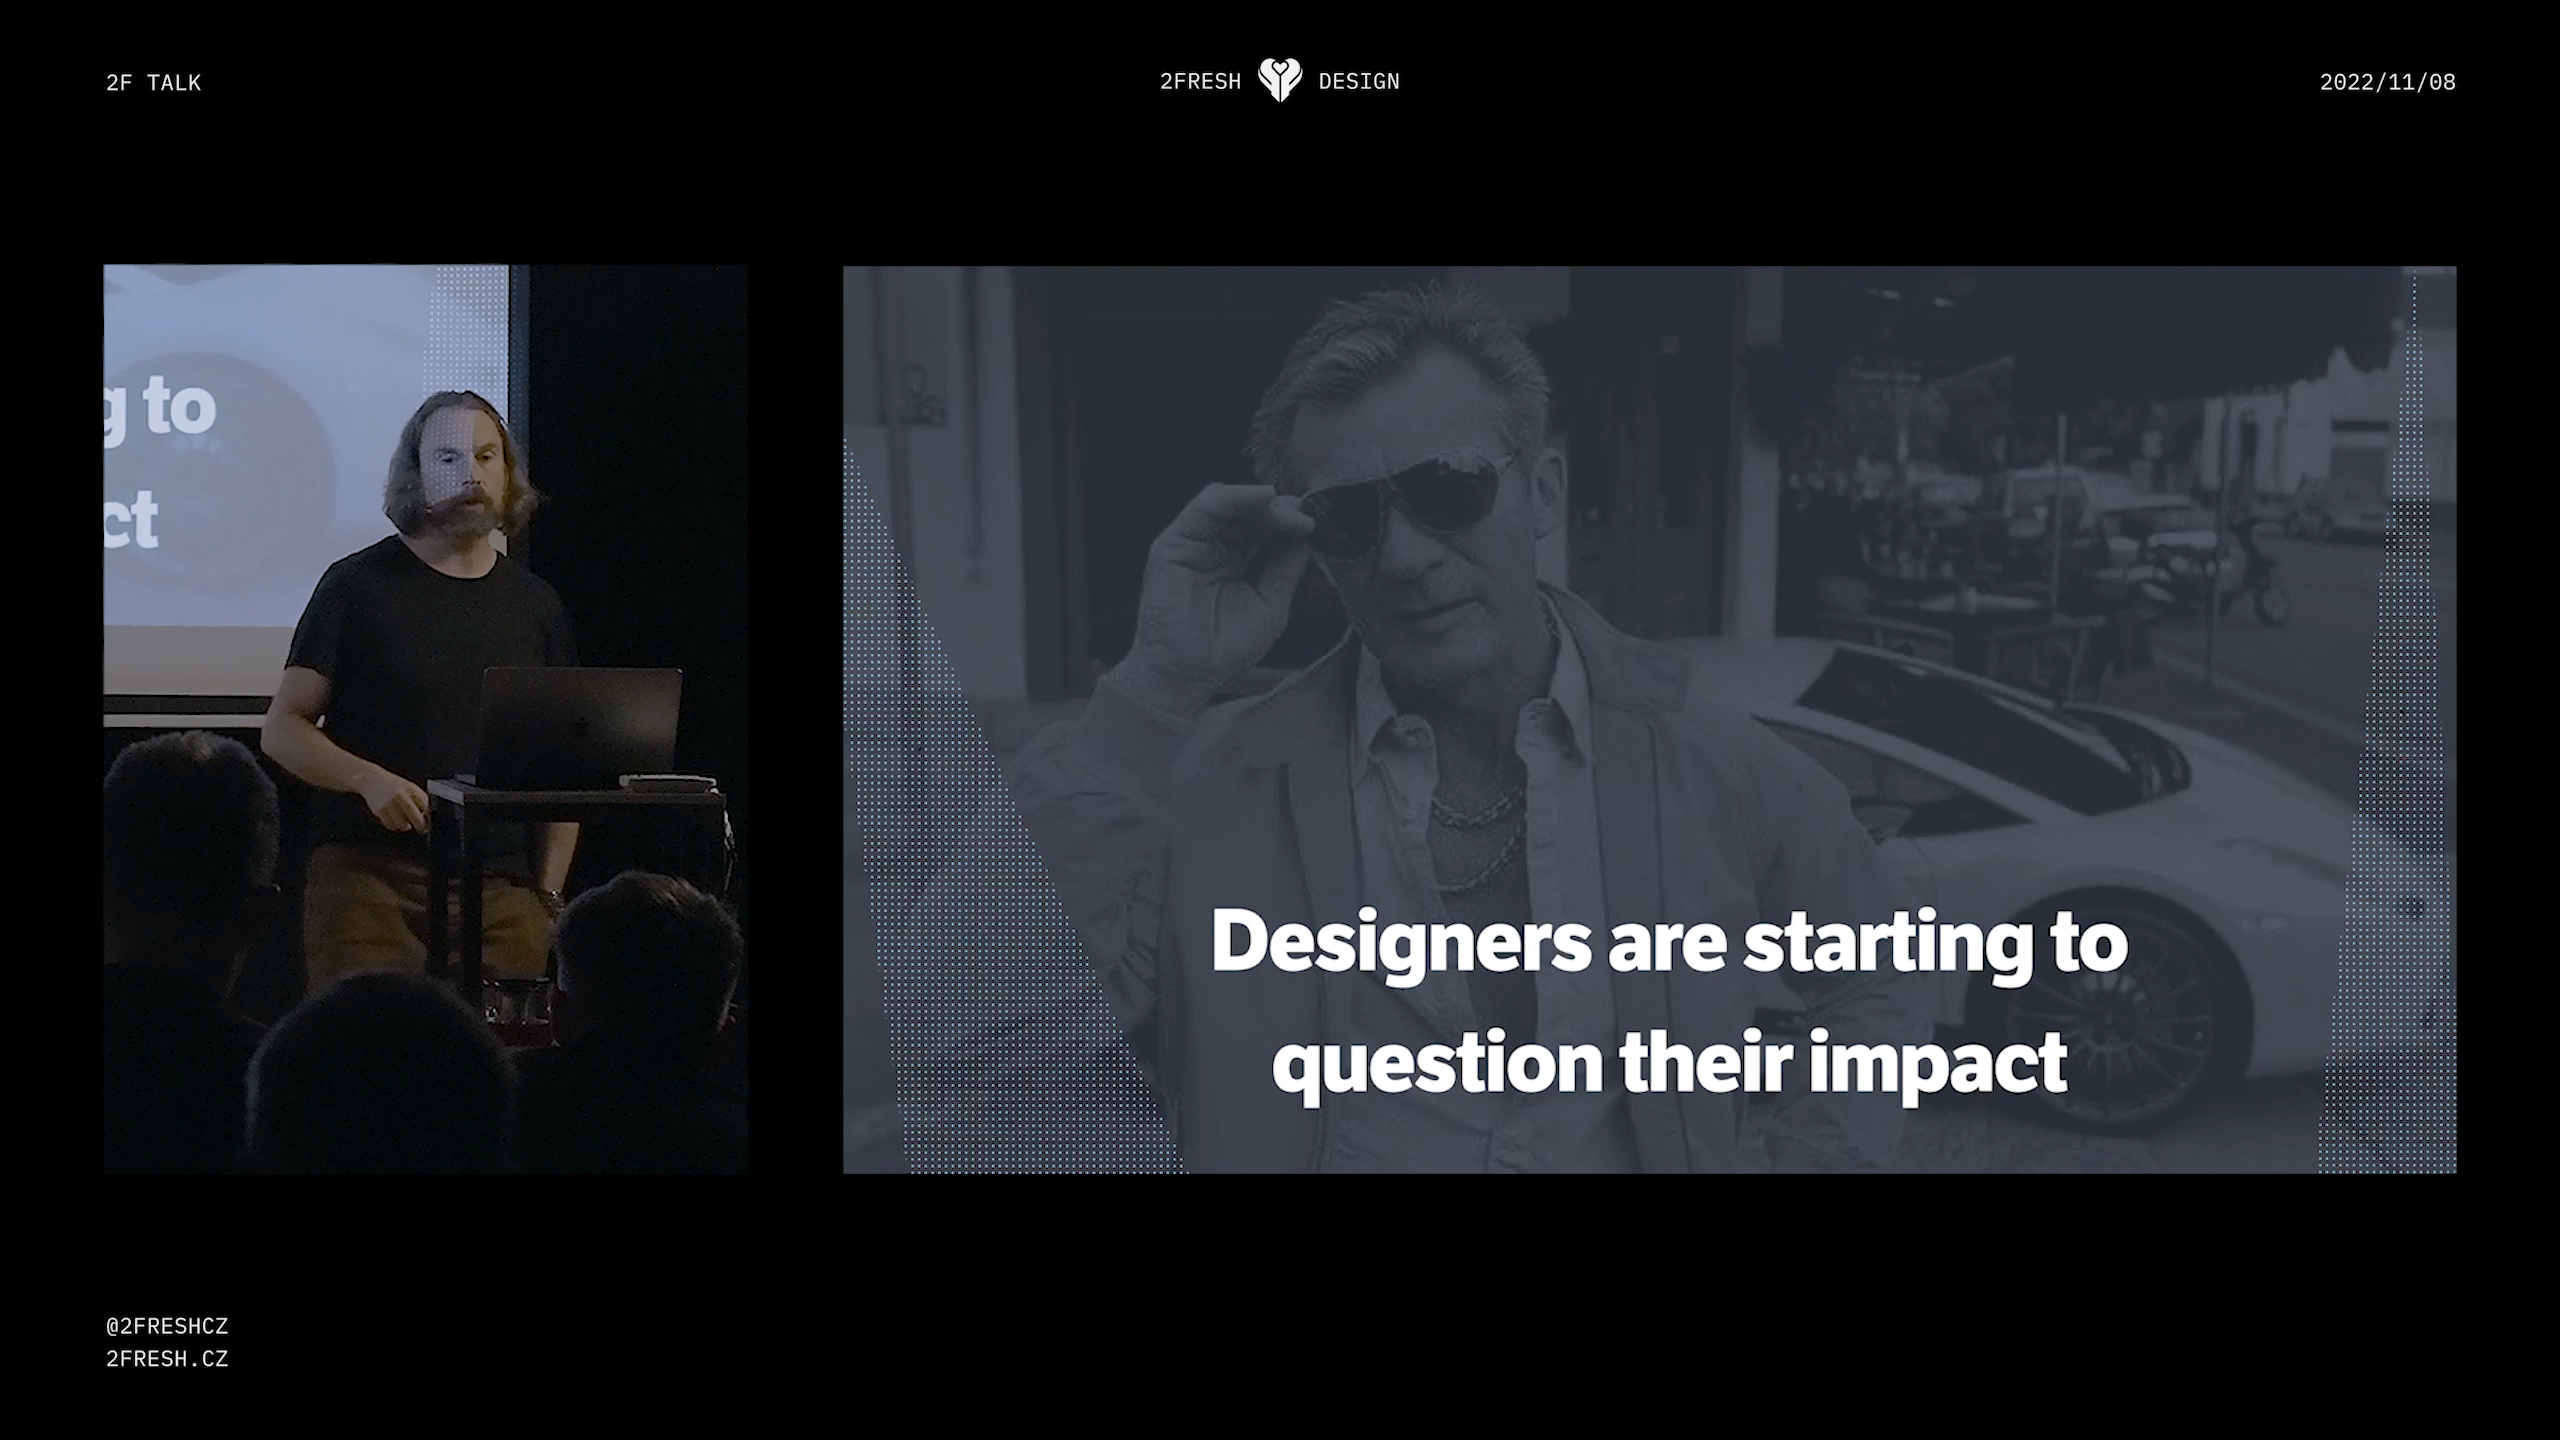 2F TALK
2FRESH DESIGN
2022/11/08
g to
ct
Designers are starting to
question their impact
@2FRESHCZ
2FRESH.CZ